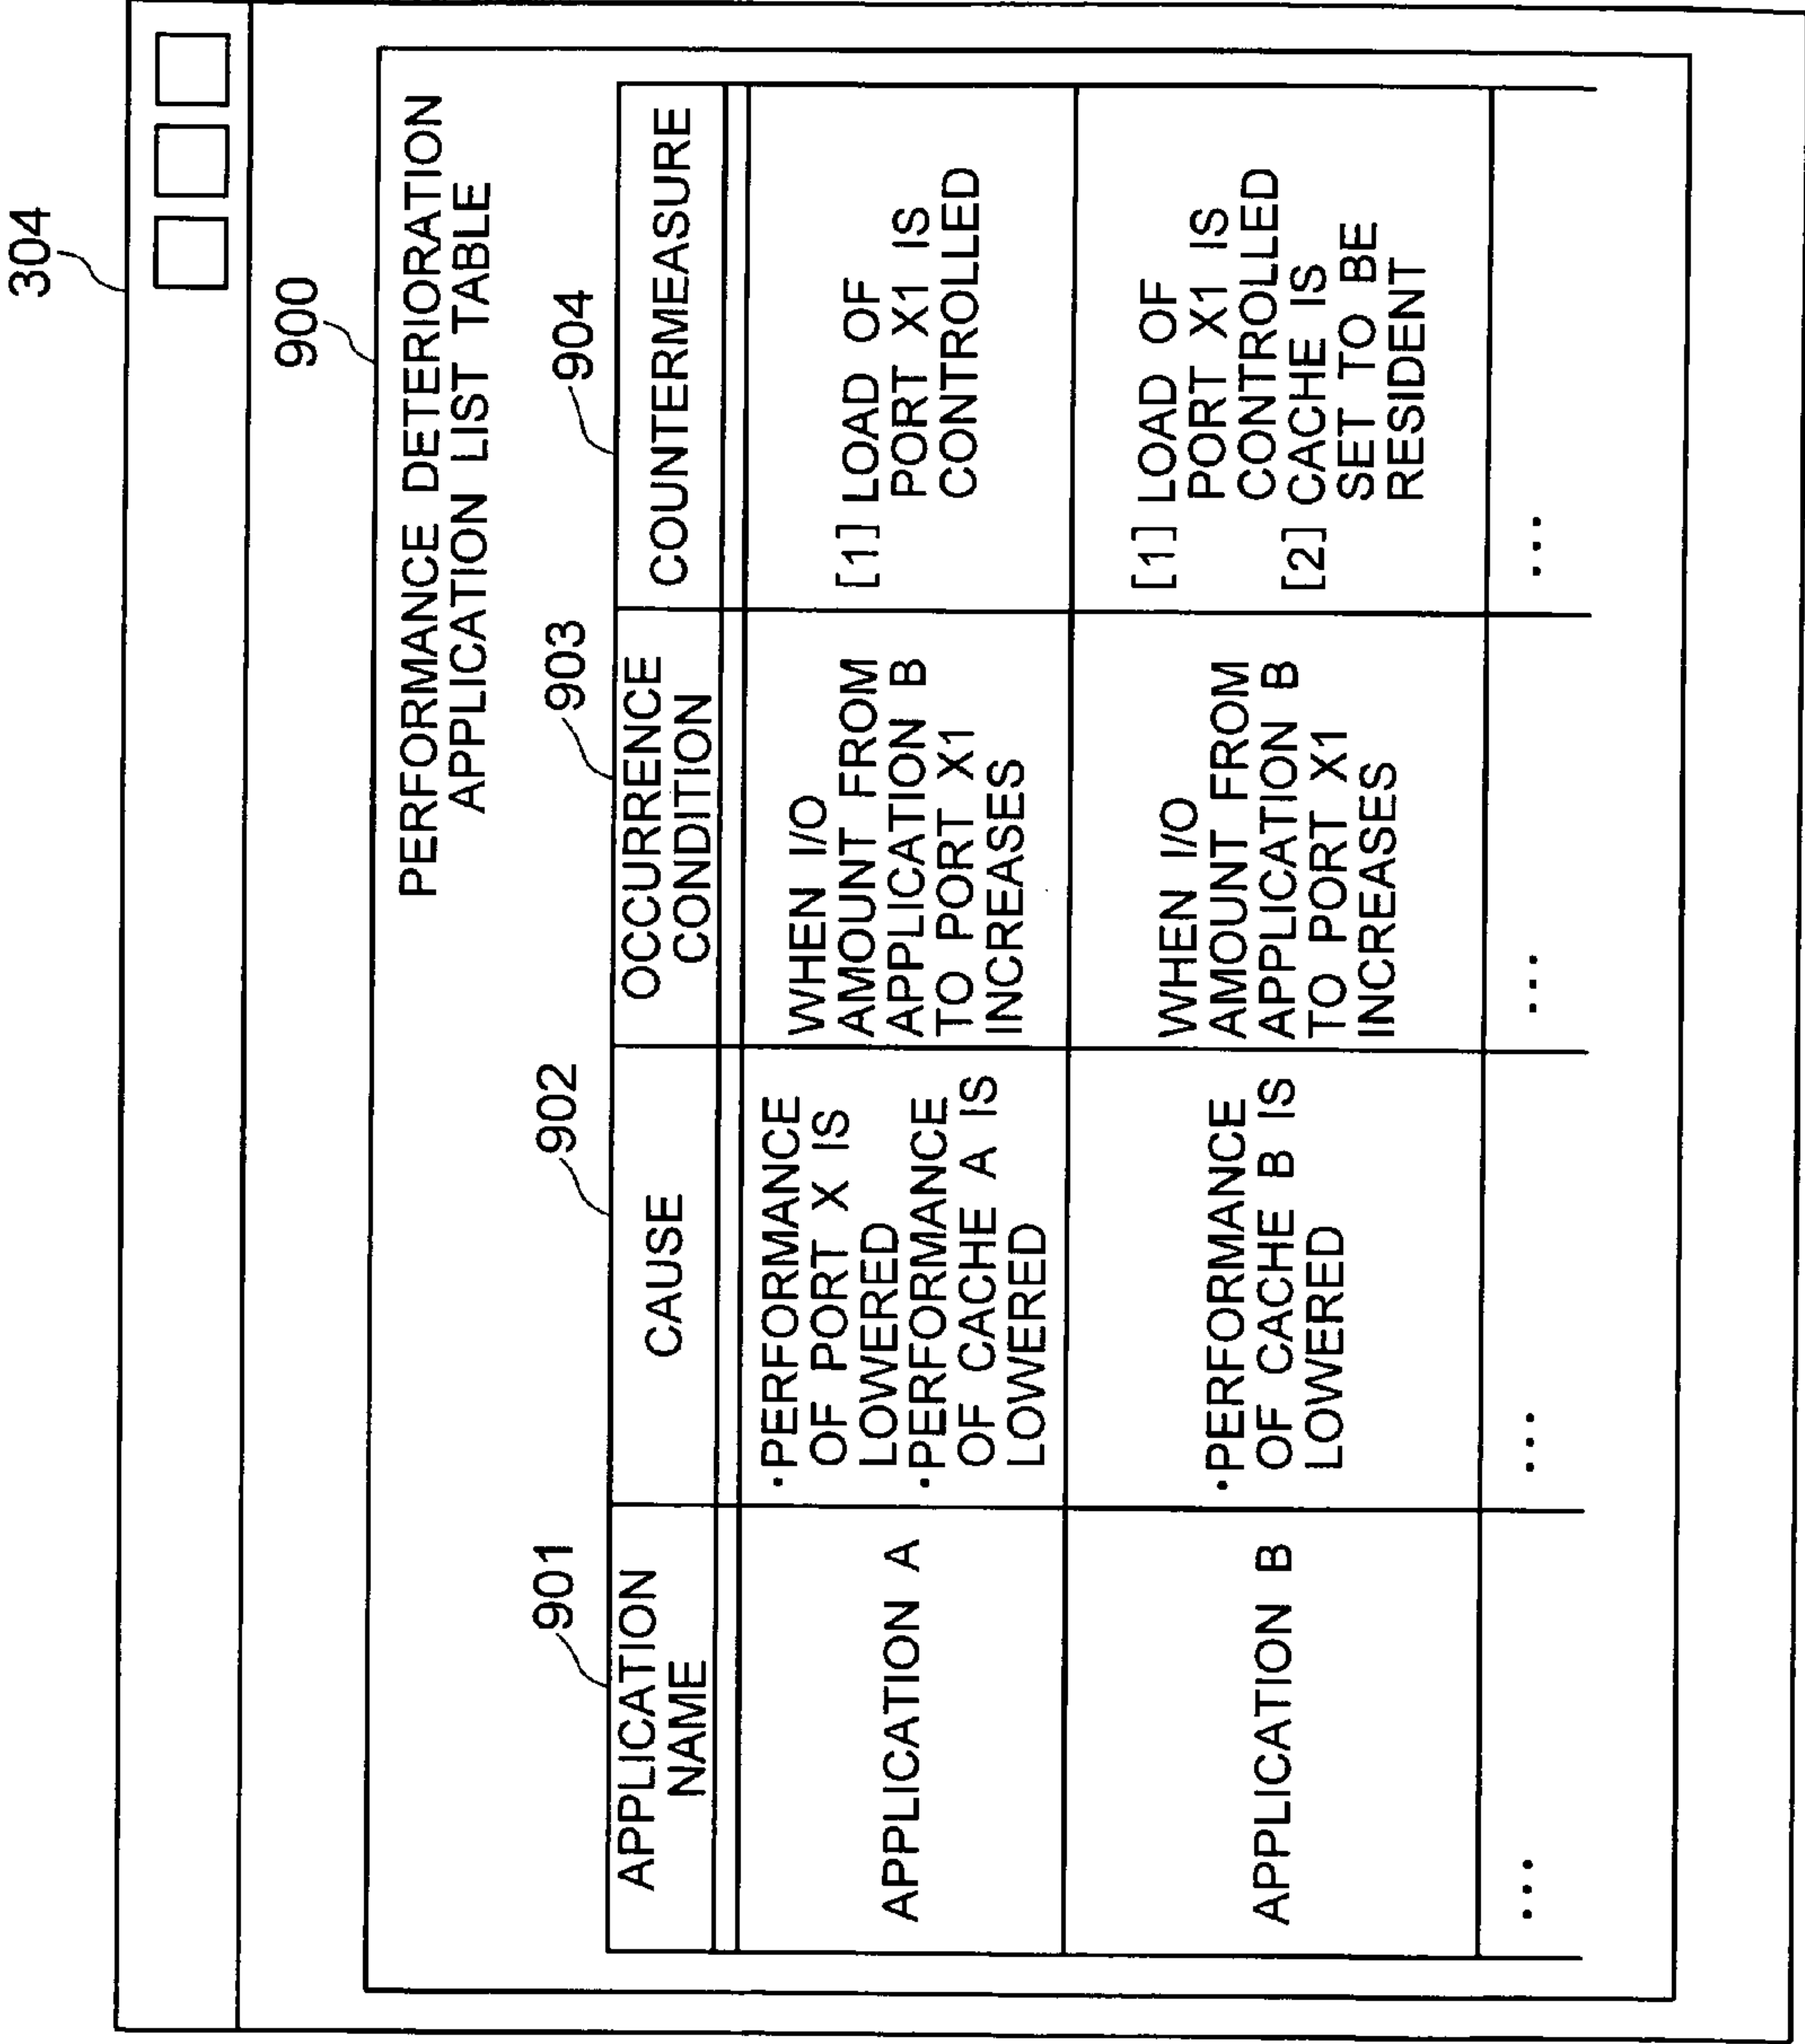 304
900
PERFORMANCE DETERIORATION
APPLICATION LIST TABLE
901
902
903
904
APPLICATION
NAME
CAUSE
OCCURRENCE
CONDITION
COUNTERMEASURE
APPLICATION A
•PERFORMANCE
OF PORT X IS
LOWERED
•PERFORMANCE
OF CACHE A IS
LOWERED
WHEN I/O
AMOUNT FROM
APPLICATION B
TO PORT X1
INCREASES
[1] LOAD OF
PORT X1 IS
CONTROLLED
APPLICATION B
•PERFORMANCE
OF CACHE B IS
LOWERED
WHEN I/O
AMOUNT FROM
APPLICATION B
TO PORT X1
INCREASES
[1] LOAD OF
PORT X1 IS
CONTROLLED
[2] CACHE IS
SET TO BE
RESIDENT
...
...
...
...